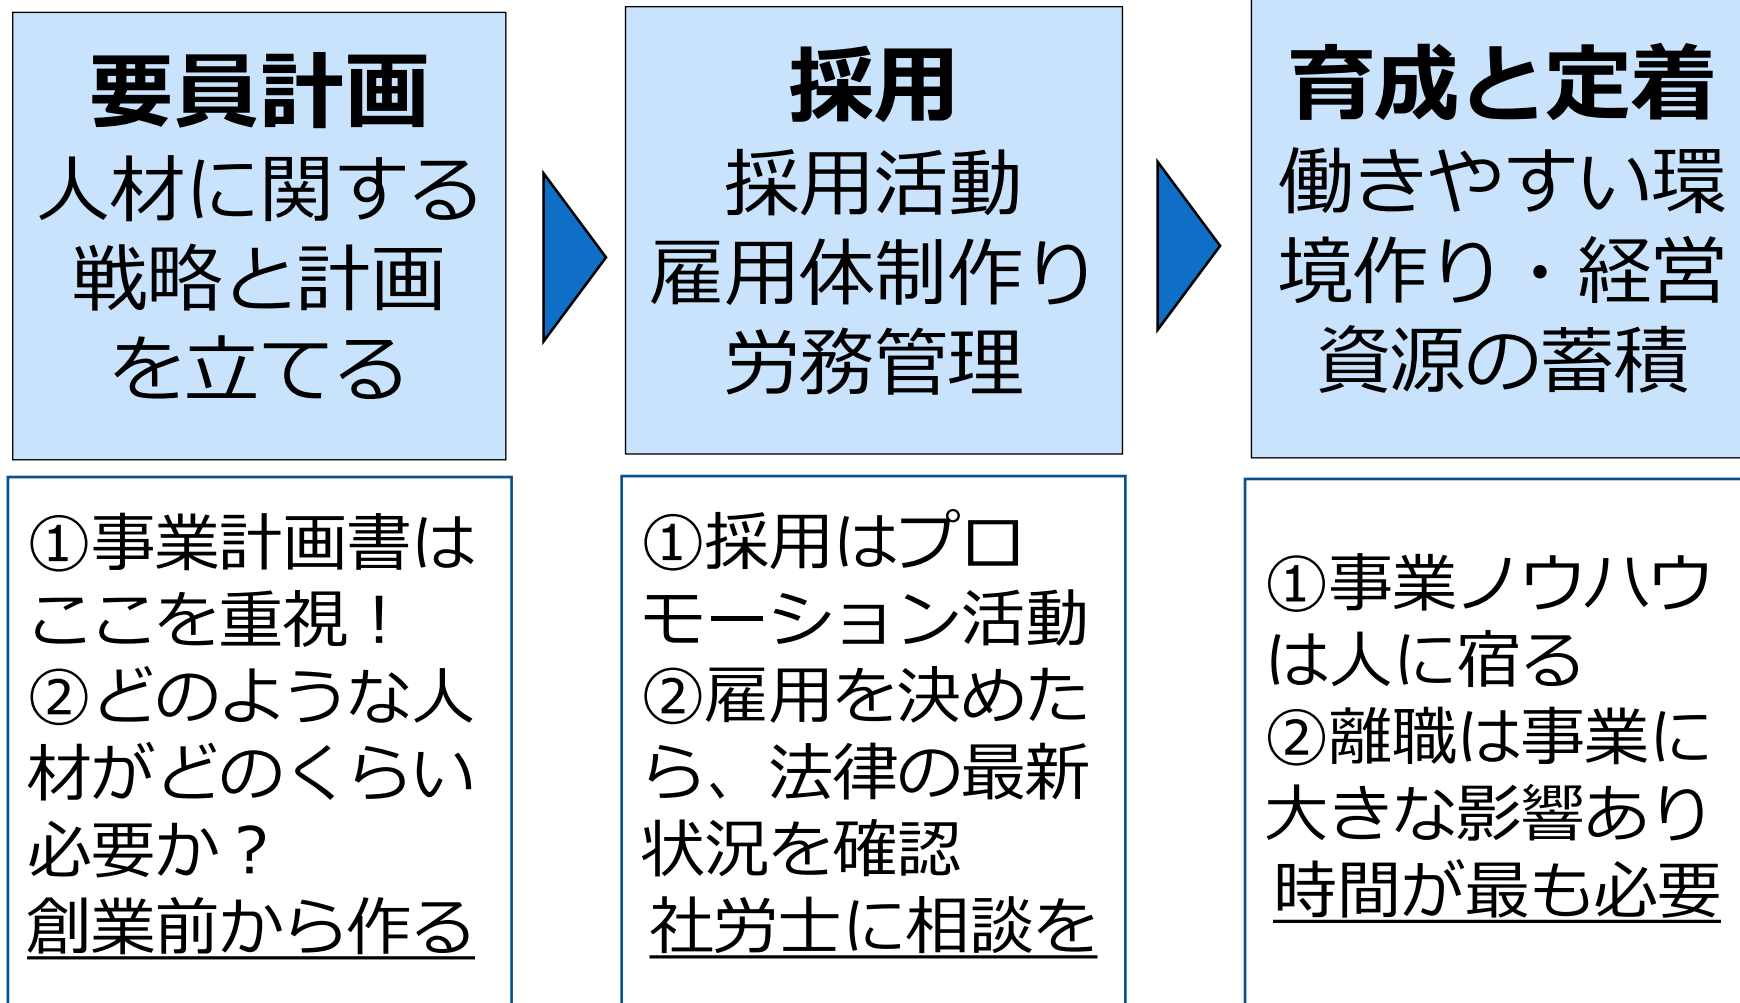 要員計画
人材に関する
戦略と計画
を立てる
採用
採用活動
雇用体制作り
労務管理
育成と定着
働きやすい環
境作り・経営
資源の蓄積
①事業計画書は
ここを重視！
②どのような人
材がどのくらい
必要か？
創業前から作る
①採用はプロ
モーション活動
②雇用を決めた
ら、法律の最新
状況を確認
社労士に相談を
①事業ノウハウ
は人に宿る
②離職は事業に
大きな影響あり
時間が最も必要